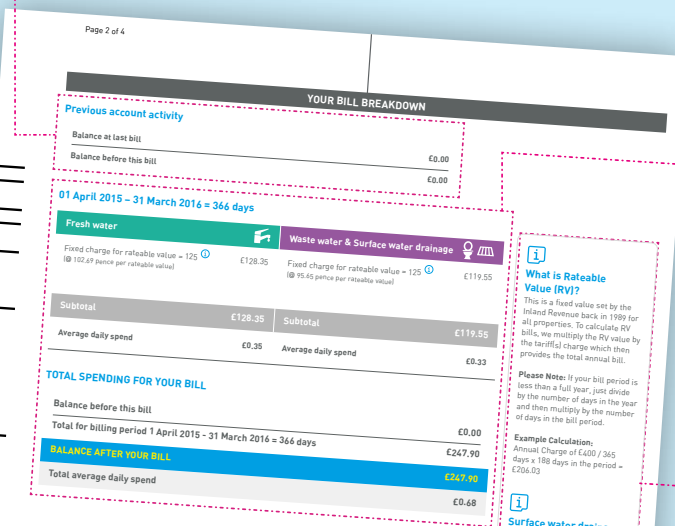 Page 2 of 4
YOUR BILL BREAKDOWN
Previous account activity
Balance at last bill £0.00
Balance before this bill £0.00
01 April 2015 – 31 March 2016 = 366 days
Fresh water
Fixed charge for rateable value = 125 £128.35
(@ 102.69 pence per rateable value)
Subtotal £128.35
Average daily spend £0.35
Waste water & Surface water drainage
Fixed charge for rateable value = 125 £119.55
(@ 95.65 pence per rateable value)
Subtotal £119.55
Average daily spend £0.33
TOTAL SPENDING FOR YOUR BILL
Balance before this bill £0.00
Total for billing period 1 April 2015 - 31 March 2016 = 366 days £247.90
BALANCE AFTER YOUR BILL £247.90
Total average daily spend £0.68
What is Rateable
Value (RV)?
This is a fixed value set by the
Inland Revenue back in 1989 for
all properties. To calculate RV
bills, we multiply the RV value by
the tariff(s) charge which then
provides the total annual bill.
Please Note: If your bill period is
less than a full year, just divide
by the number of days in the year
and then multiply by the number
of days in the bill period.
Example Calculation:
Annual Charge of £400 / 365
days x 188 days in the period =
£206.03
Surface water